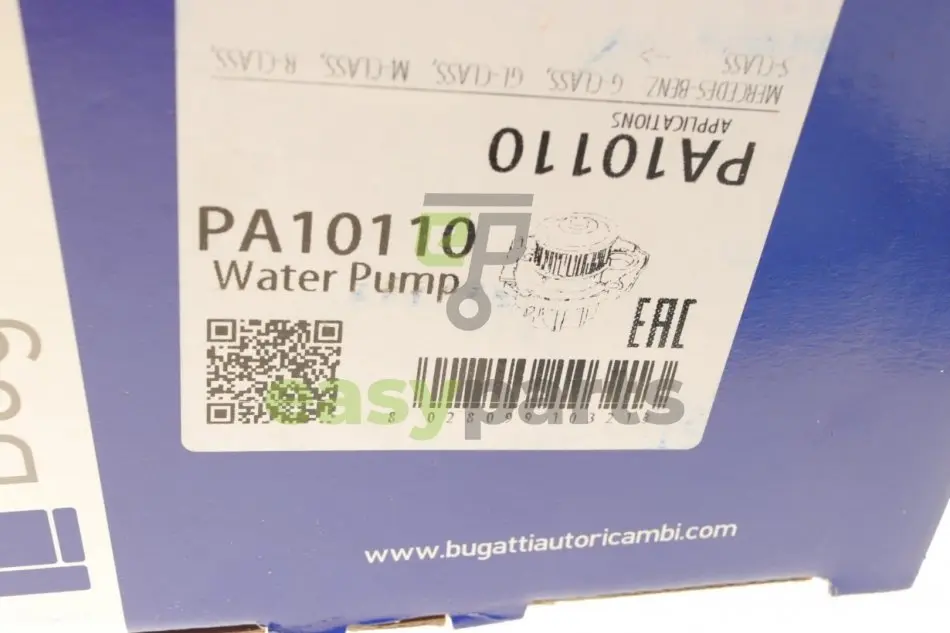 PA10110
APPLICATIONS
MERCEDES-BENZ G-CLASS, GL-CLASS, M-CLASS, R-CLASS,
S-CLASS,
PA10110
Water Pump
EAC
easyparts
www.bugattiautoricambi.com